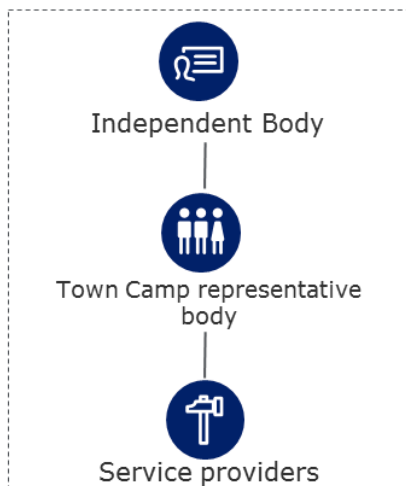 Independent Body
Town Camp representative
body
Service providers